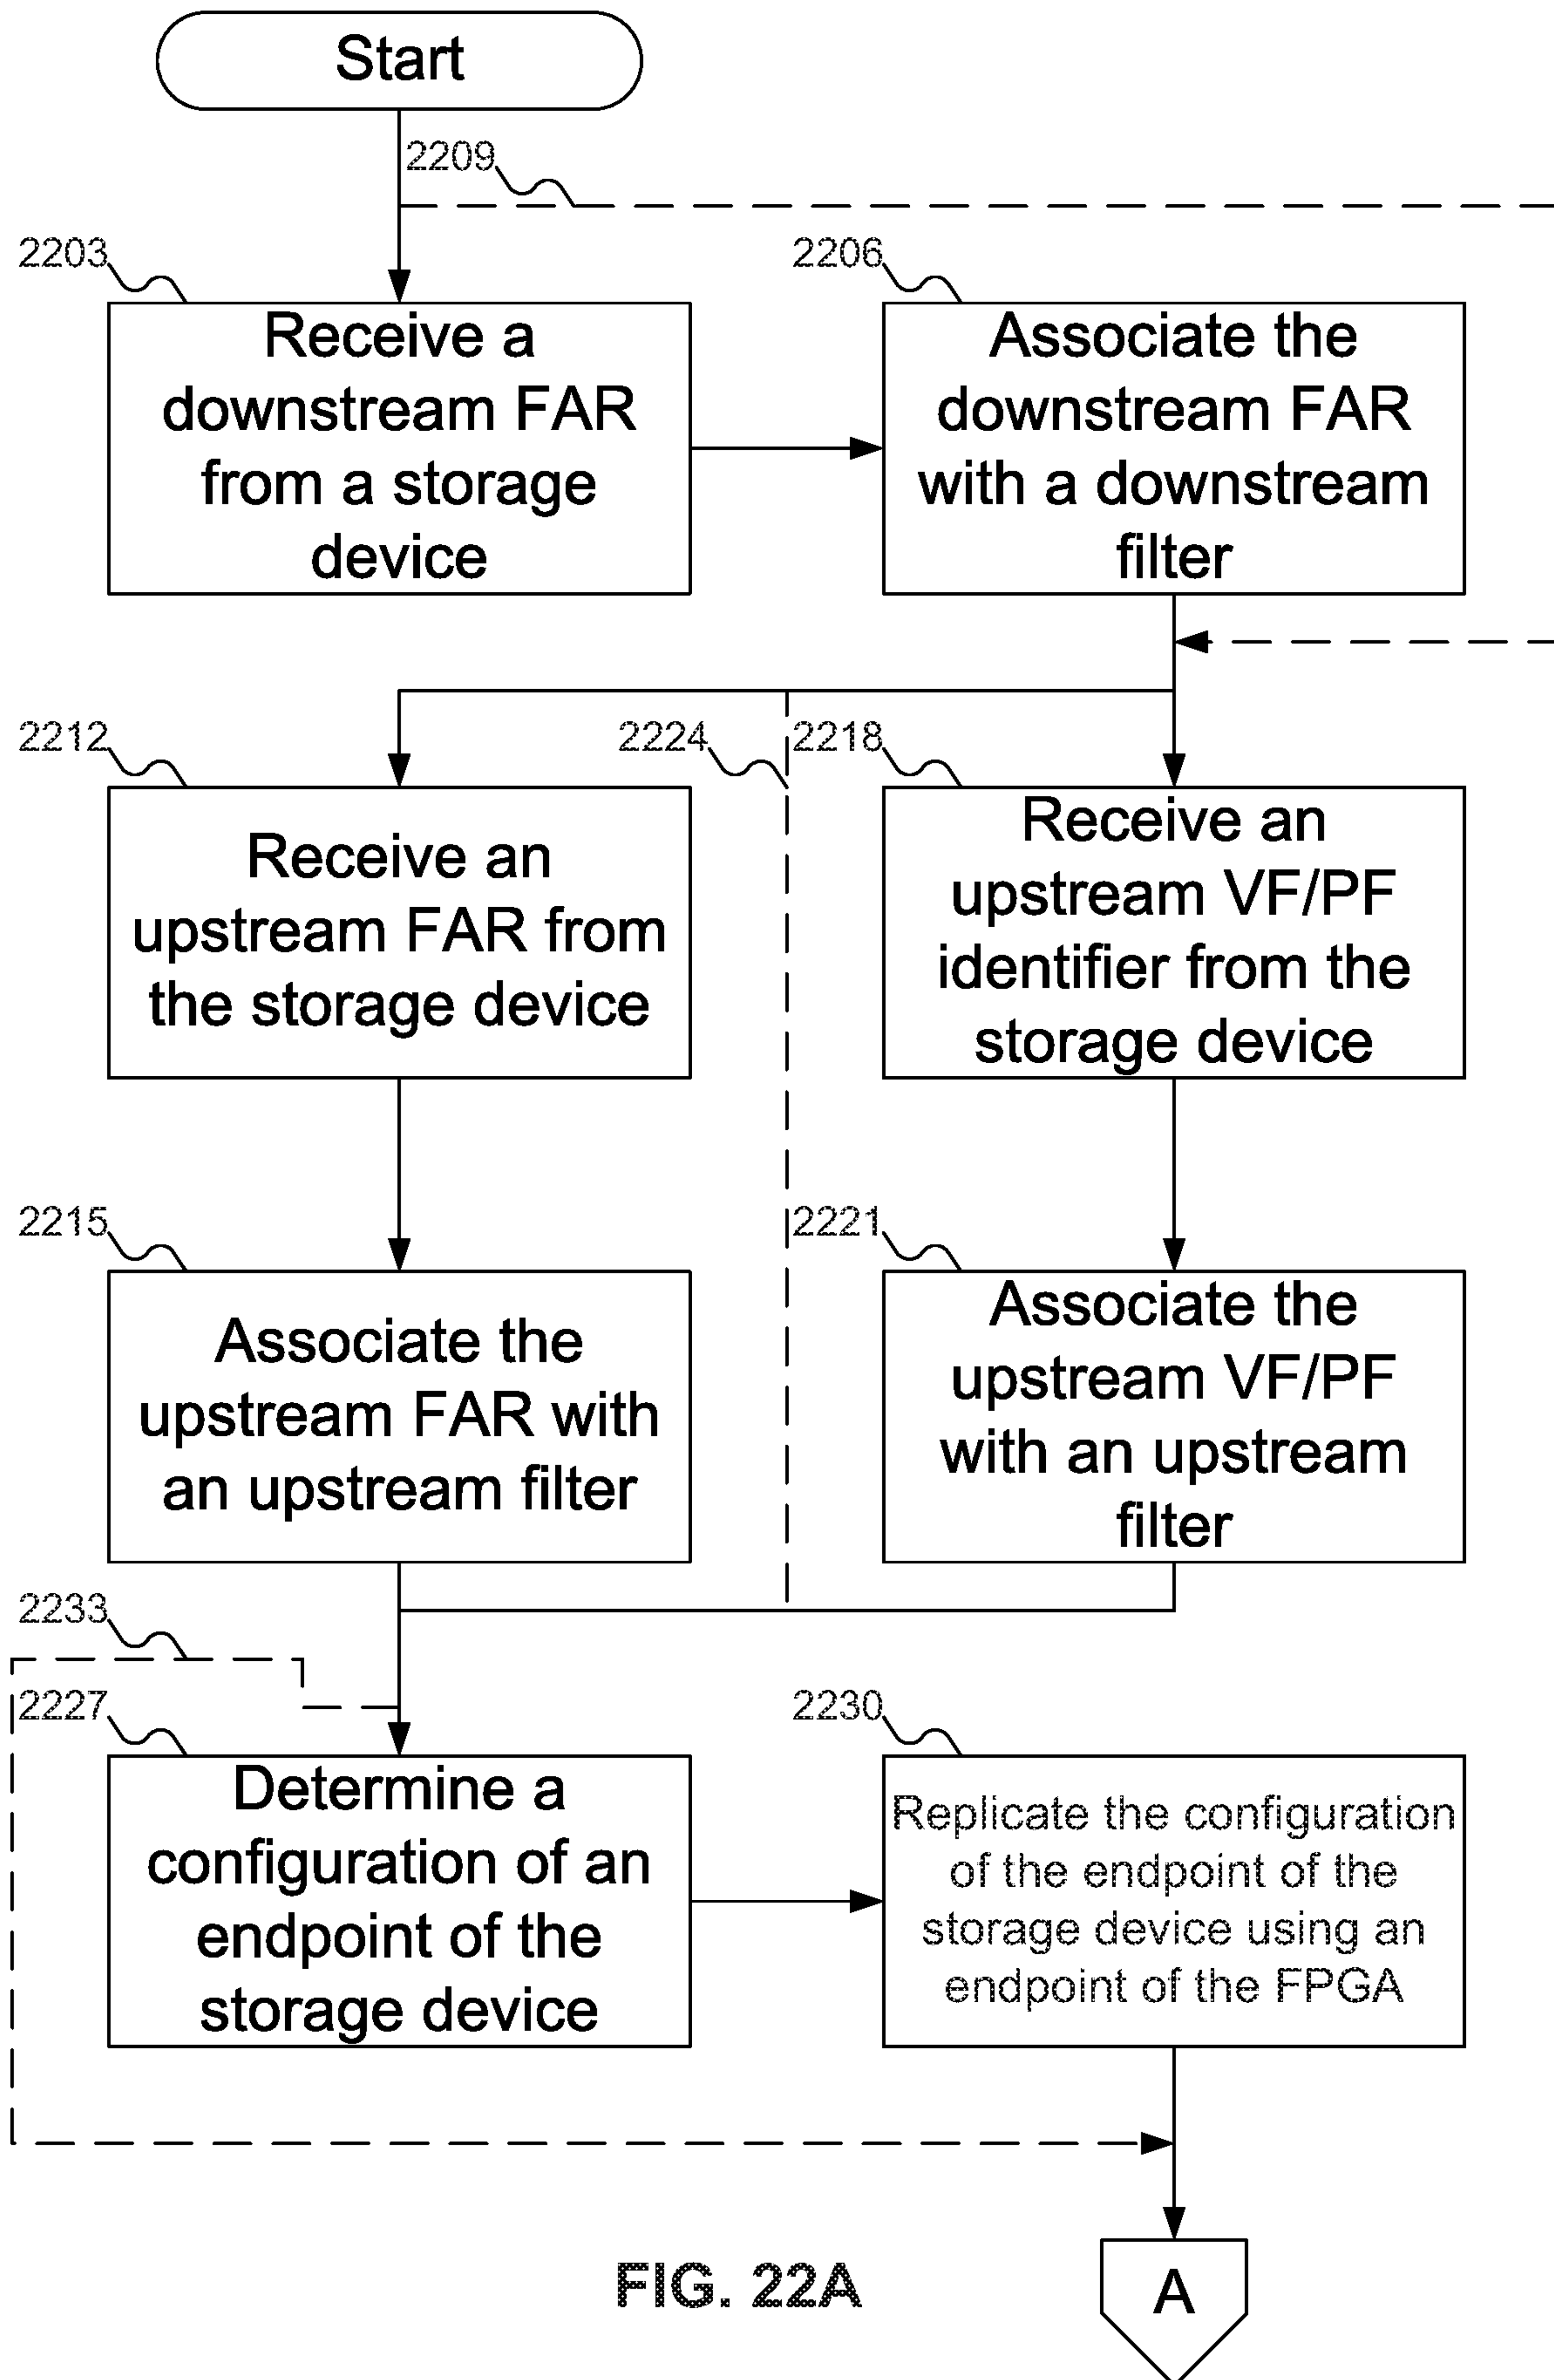 Start
2209
2203
Receive a
downstream FAR
from a storage
device
2206
Associate the
downstream FAR
with a downstream
filter
2212
Receive an
upstream FAR from
the storage device
2224
2218
Receive an
upstream VF/PF
identifier from the
storage device
2215
Associate the
upstream FAR with
an upstream filter
2221
Associate the
upstream VF/PF
with an upstream
filter
2233
2227
Determine a
configuration of an
endpoint of the
storage device
2230
Replicate the configuration
of the endpoint of the
storage device using an
endpoint of the FPGA
A
FIG. 22A